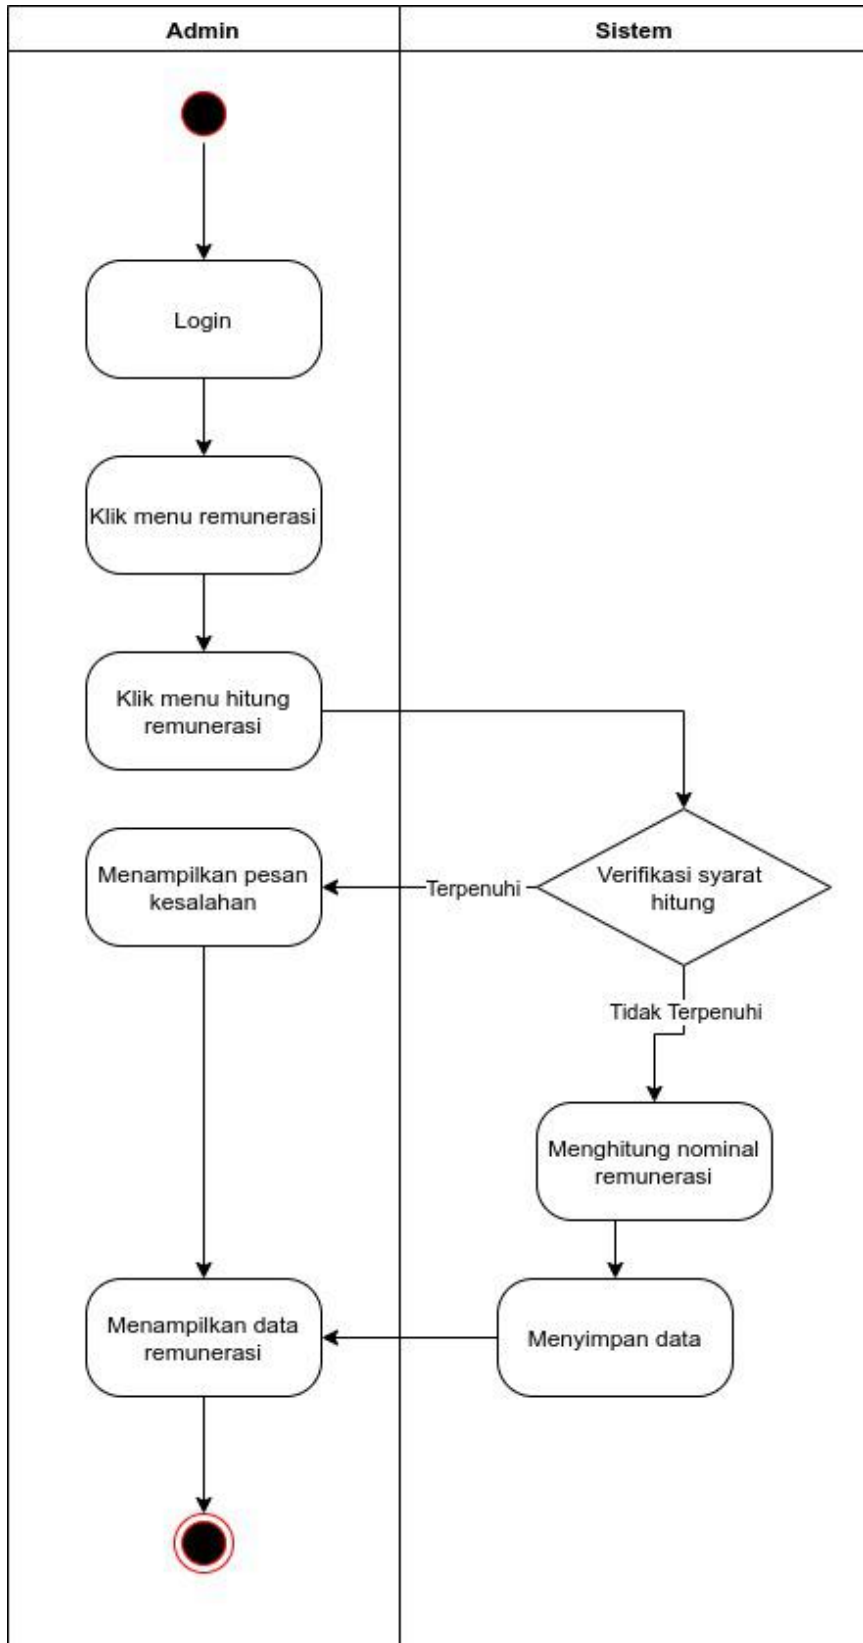 Admin
Sistem
Login
Klik menu remunerasi
Klik menu hitung
remunerasi
Menampilkan pesan
kesalahan
Terpenuhi
Verifikasi syarat
hitung
Tidak Terpenuhi
Menghitung nominal
remunerasi
Menampilkan data
remunerasi
Menyimpan data